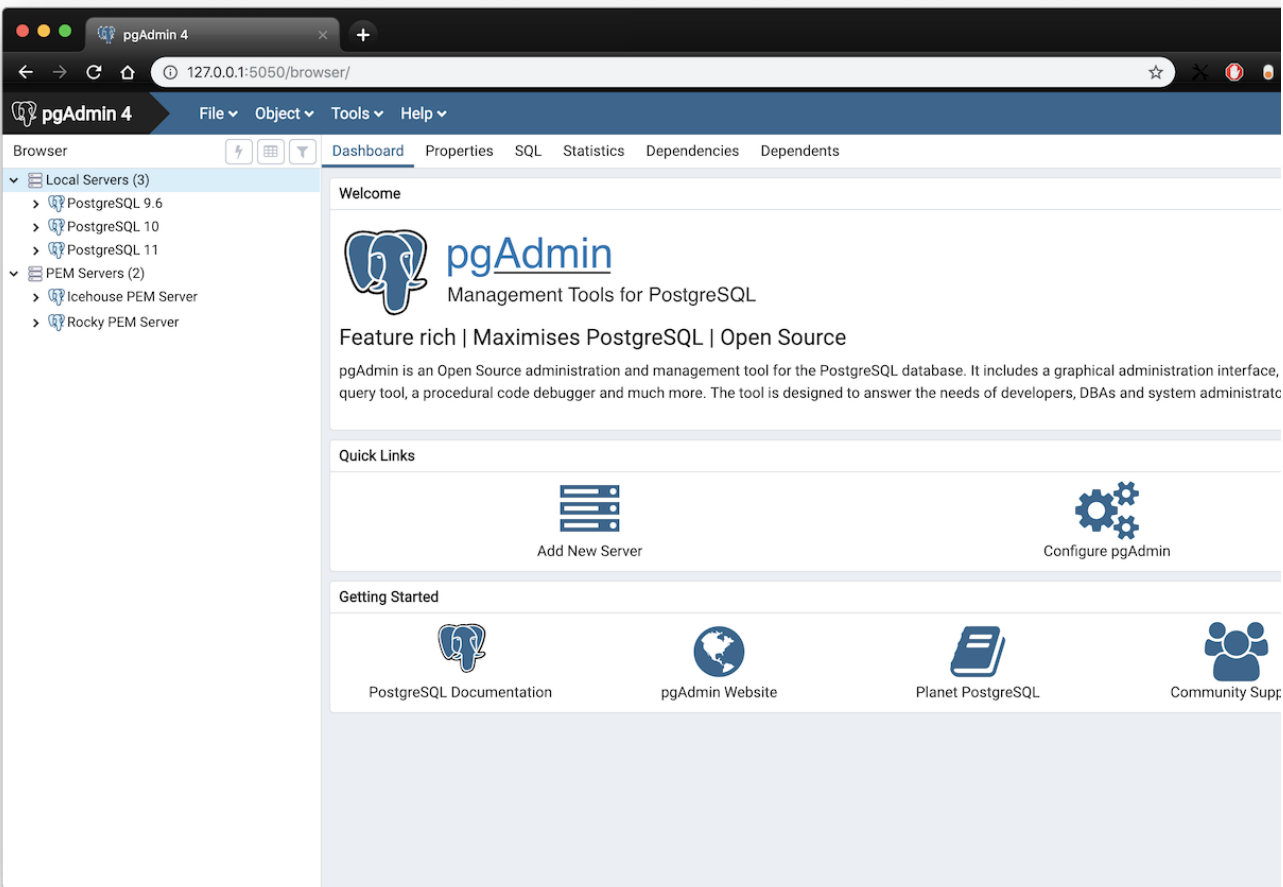 pgAdmin 4
127.0.0.1:5050/browser/
pgAdmin 4 File Object Tools Help
Browser
Dashboard Properties SQL Statistics Dependencies Dependents
Local Servers (3)
PostgreSQL 9.6
PostgreSQL 10
PostgreSQL 11
PEM Servers (2)
Icehouse PEM Server
Rocky PEM Server
Welcome
pgAdmin
Management Tools for PostgreSQL
Feature rich | Maximises PostgreSQL | Open Source
pgAdmin is an Open Source administration and management tool for the PostgreSQL database. It includes a graphical administration interface,
query tool, a procedural code debugger and much more. The tool is designed to answer the needs of developers, DBAs and system administrato
Quick Links
Add New Server
Configure pgAdmin
Getting Started
PostgreSQL Documentation
pgAdmin Website
Planet PostgreSQL
Community Supp